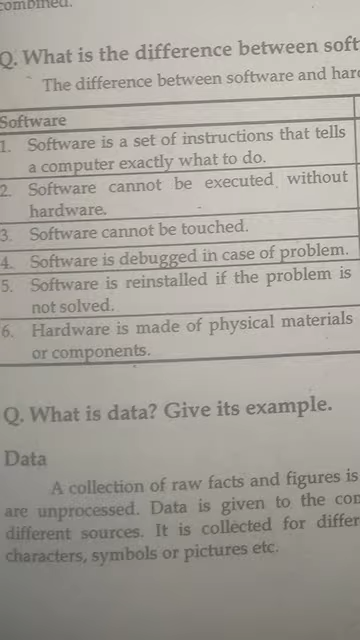 combined.
Q. What is the difference between soft
The difference between software and hard
Software
1. Software is a set of instructions that tells
a computer exactly what to do.
2. Software cannot be executed without
hardware.
3. Software cannot be touched.
4. Software is debugged in case of problem.
5. Software is reinstalled if the problem is
not solved.
6. Hardware is made of physical materials
or components.
Q. What is data? Give its example.
Data
A collection of raw facts and figures is
are unprocessed. Data is given to the com
different sources. It is collected for differ
characters, symbols or pictures etc.